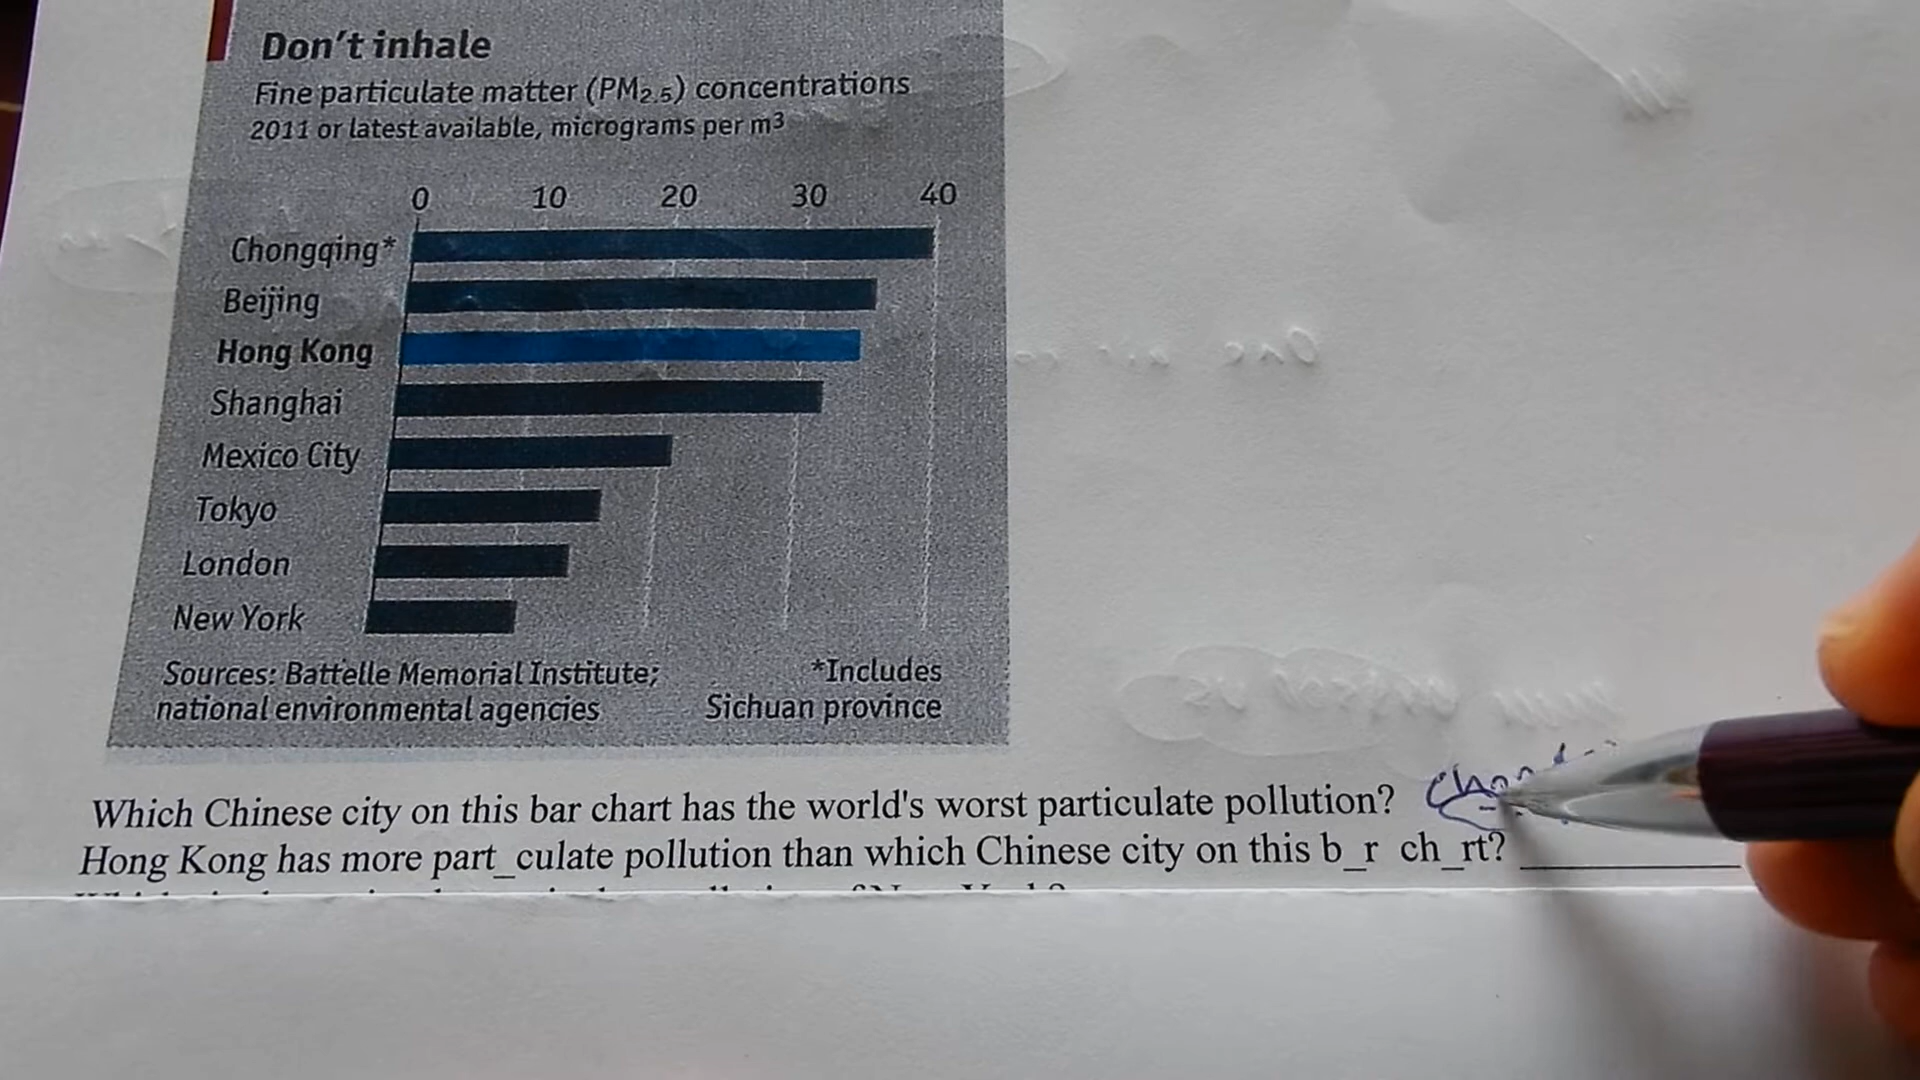 Don't inhale
Fine particulate matter (PM2.5) concentrations
2011 or latest available, micrograms per m3
0 10 20 30 40
Chongqing*
Beijing
Hong Kong
Shanghai
Mexico City
Tokyo
London
New York
Sources: Battelle Memorial Institute;
national environmental agencies
*Includes
Sichuan province
Which Chinese city on this bar chart has the world's worst particulate pollution?
Hong Kong has more part_culate pollution than which Chinese city on this b_r ch_rt?